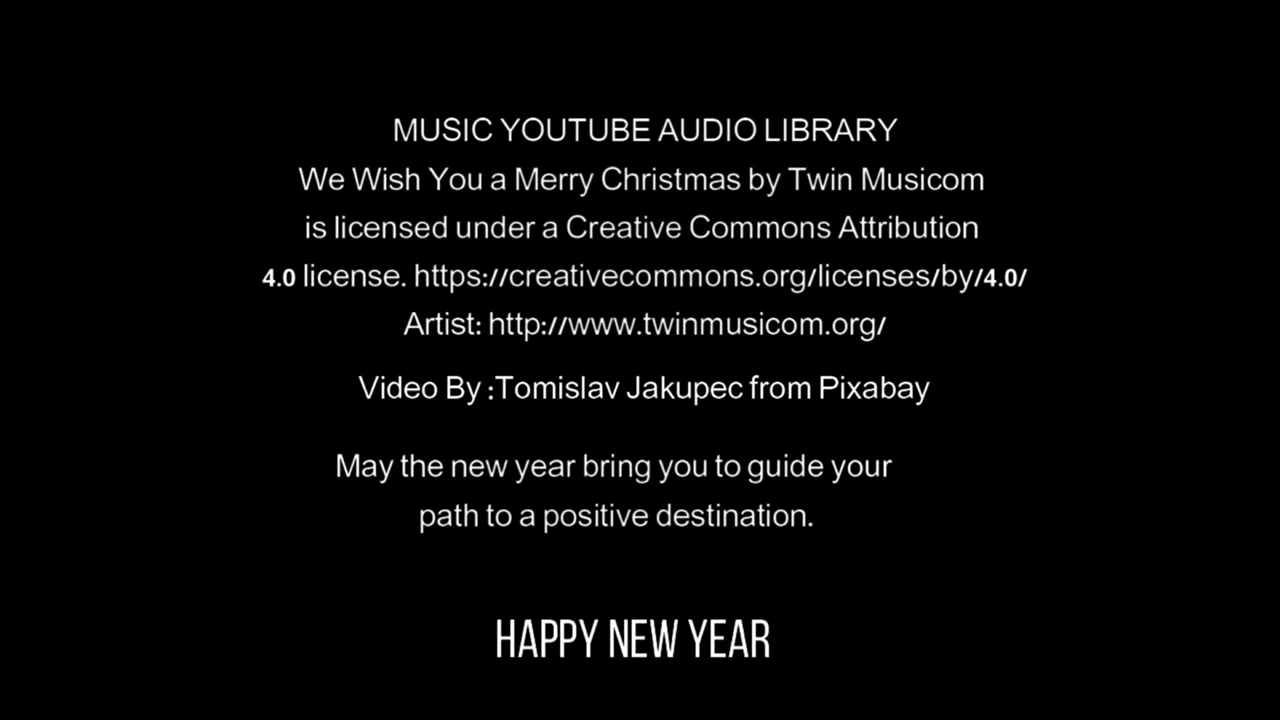 MUSIC YOUTUBE AUDIO LIBRARY
We Wish You a Merry Christmas by Twin Musicom
is licensed under a Creative Commons Attribution
4.0 license. https://creativecommons.org/licenses/by/4.0/
Artist: http://www.twinmusicom.org/
Video By :Tomislav Jakupec from Pixabay
May the new year bring you to guide your
path to a positive destination.
HAPPY NEW YEAR